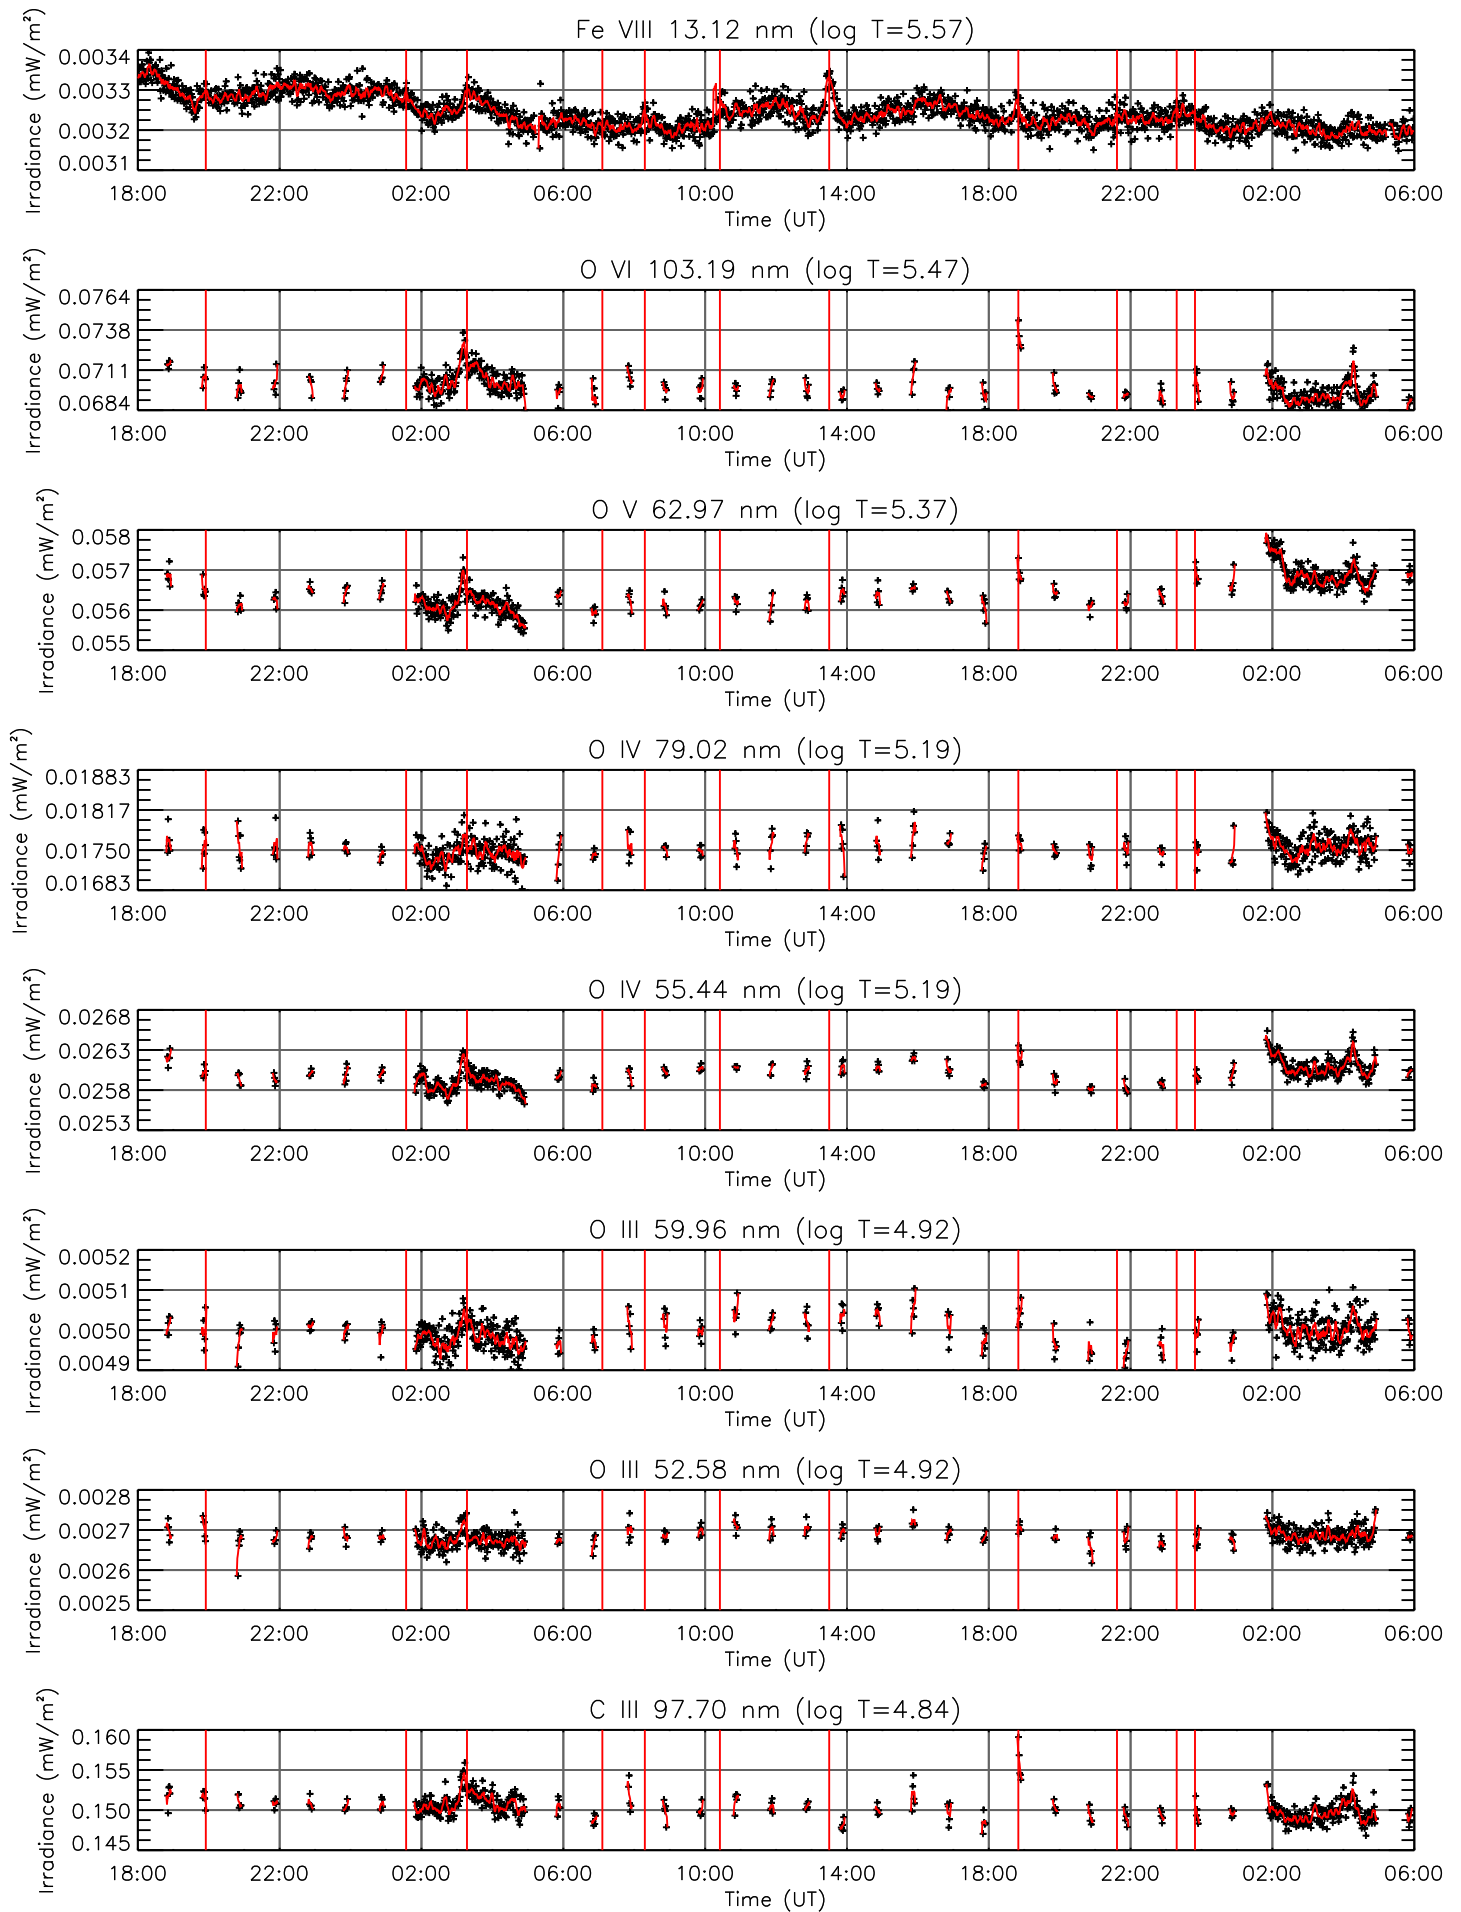 Fe VIII 13.12 nm (log T=5.57)
Irradiance (mW/m²)
0.0034
0.0033
0.0032
0.0031
18:00 22:00 02:00 06:00 10:00 14:00 18:00 22:00 02:00 06:00
Time (UT)
O VI 103.19 nm (log T=5.47)
Irradiance (mW/m²)
0.0764
0.0738
0.0711
0.0684
18:00 22:00 02:00 06:00 10:00 14:00 18:00 22:00 02:00 06:00
Time (UT)
O V 62.97 nm (log T=5.37)
Irradiance (mW/m²)
0.058
0.057
0.056
0.055
18:00 22:00 02:00 06:00 10:00 14:00 18:00 22:00 02:00 06:00
Time (UT)
O IV 79.02 nm (log T=5.19)
Irradiance (mW/m²)
0.01883
0.01817
0.01750
0.01683
18:00 22:00 02:00 06:00 10:00 14:00 18:00 22:00 02:00 06:00
Time (UT)
O IV 55.44 nm (log T=5.19)
Irradiance (mW/m²)
0.0268
0.0263
0.0258
0.0253
18:00 22:00 02:00 06:00 10:00 14:00 18:00 22:00 02:00 06:00
Time (UT)
O III 59.96 nm (log T=4.92)
Irradiance (mW/m²)
0.0052
0.0051
0.0050
0.0049
18:00 22:00 02:00 06:00 10:00 14:00 18:00 22:00 02:00 06:00
Time (UT)
O III 52.58 nm (log T=4.92)
Irradiance (mW/m²)
0.0028
0.0027
0.0026
0.0025
18:00 22:00 02:00 06:00 10:00 14:00 18:00 22:00 02:00 06:00
Time (UT)
C III 97.70 nm (log T=4.84)
Irradiance (mW/m²)
0.160
0.155
0.150
0.145
18:00 22:00 02:00 06:00 10:00 14:00 18:00 22:00 02:00 06:00
Time (UT)